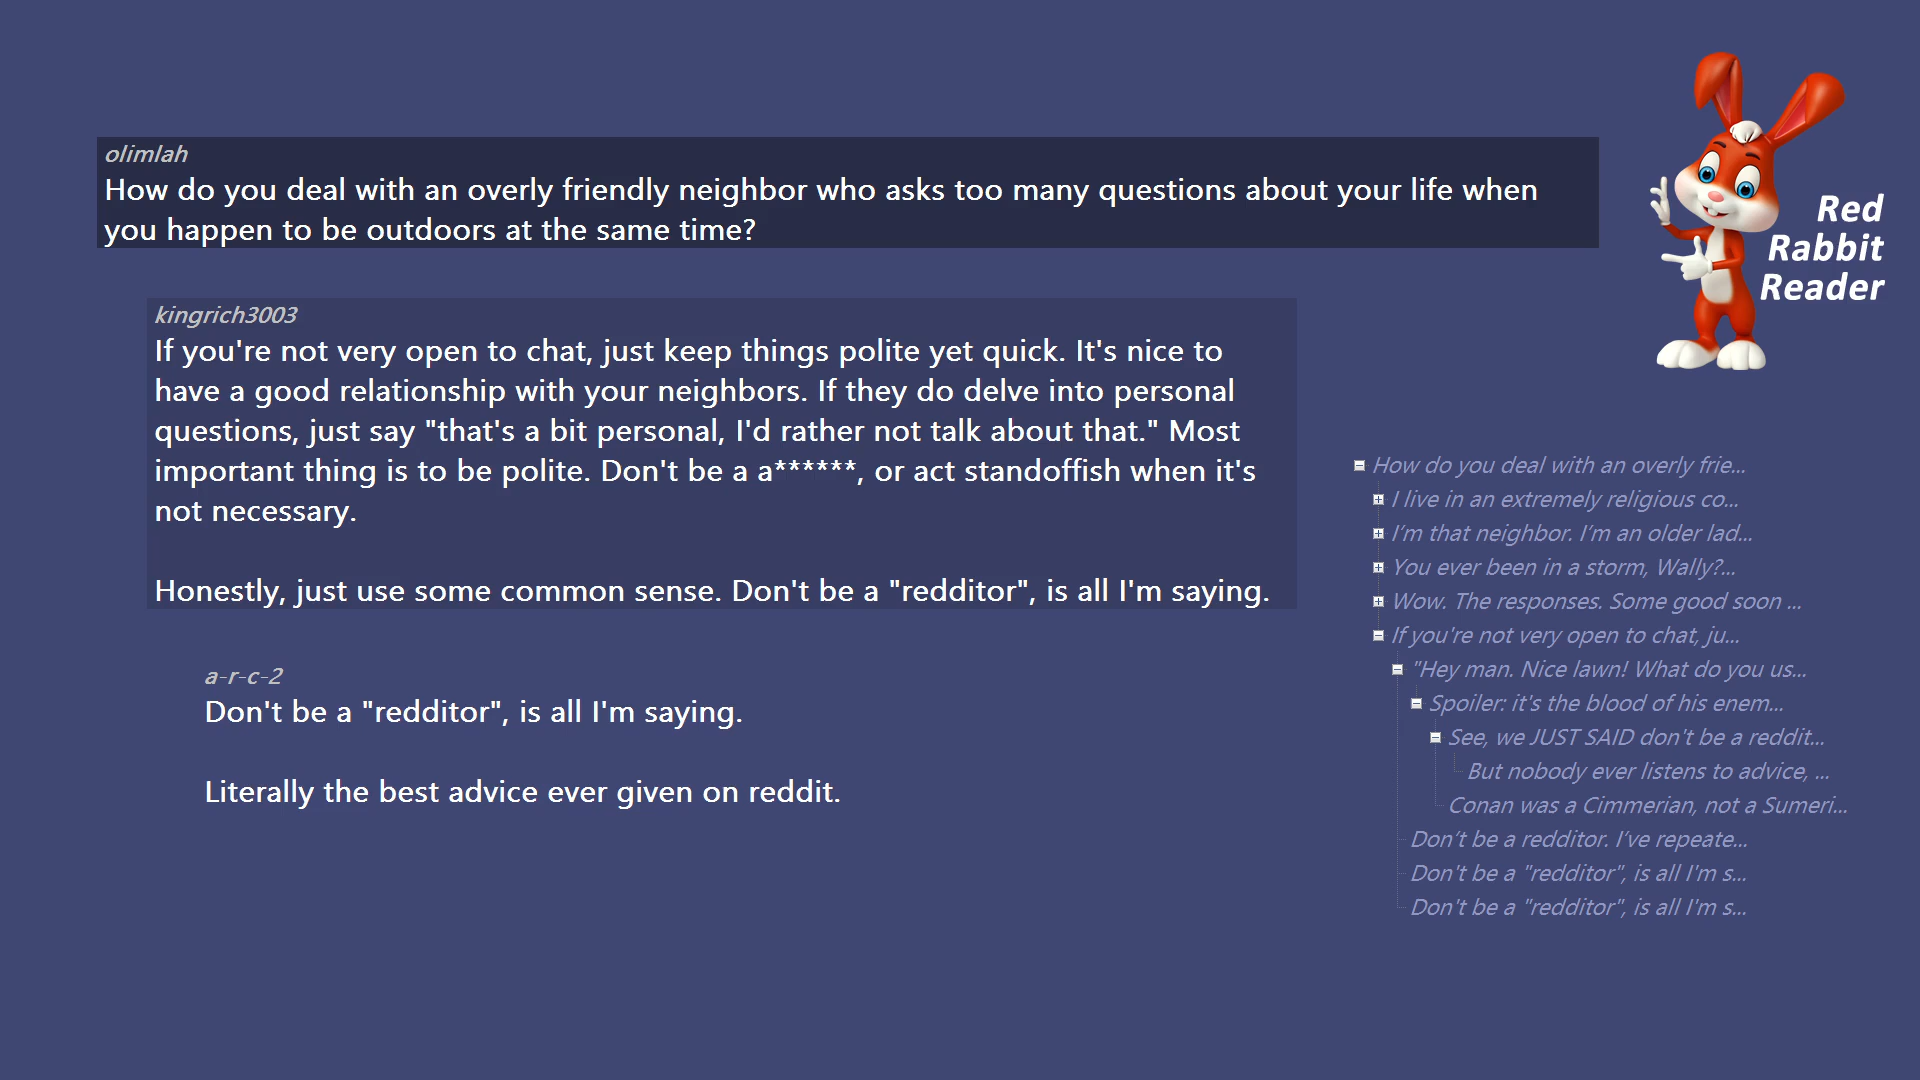 olimlah
How do you deal with an overly friendly neighbor who asks too many questions about your life when
you happen to be outdoors at the same time?
Red
Rabbit
Reader
kingrich3003
If you're not very open to chat, just keep things polite yet quick. It's nice to
have a good relationship with your neighbors. If they do delve into personal
questions, just say "that's a bit personal, I'd rather not talk about that." Most
important thing is to be polite. Don't be a a******, or act standoffish when it's
not necessary.
Honestly, just use some common sense. Don't be a "redditor", is all I'm saying.
a-r-c-2
Don't be a "redditor", is all I'm saying.
Literally the best advice ever given on reddit.
How do you deal with an overly frie...
I live in an extremely religious co...
I’m that neighbor. I’m an older lad...
You ever been in a storm, Wally?...
Wow. The responses. Some good soon ...
If you're not very open to chat, ju...
"Hey man. Nice lawn! What do you us...
Spoiler: it's the blood of his enem...
See, we JUST SAID don't be a reddit...
But nobody ever listens to advice, ...
Conan was a Cimmerian, not a Sumeri...
Don’t be a redditor. I’ve repeate...
Don't be a "redditor", is all I'm s...
Don't be a "redditor", is all I'm s...